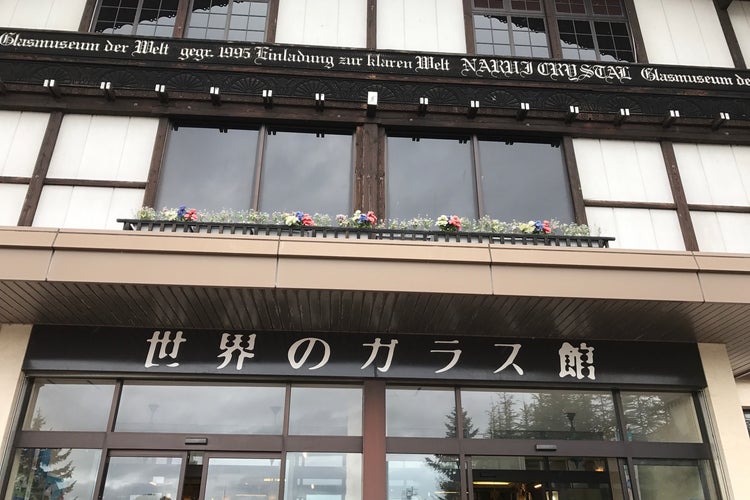 Glasmuseum der Welt gegr. 1995 Einladung zur klaren Welt NARUI CRYSTAL Glasmuseum der
世界のガラス館